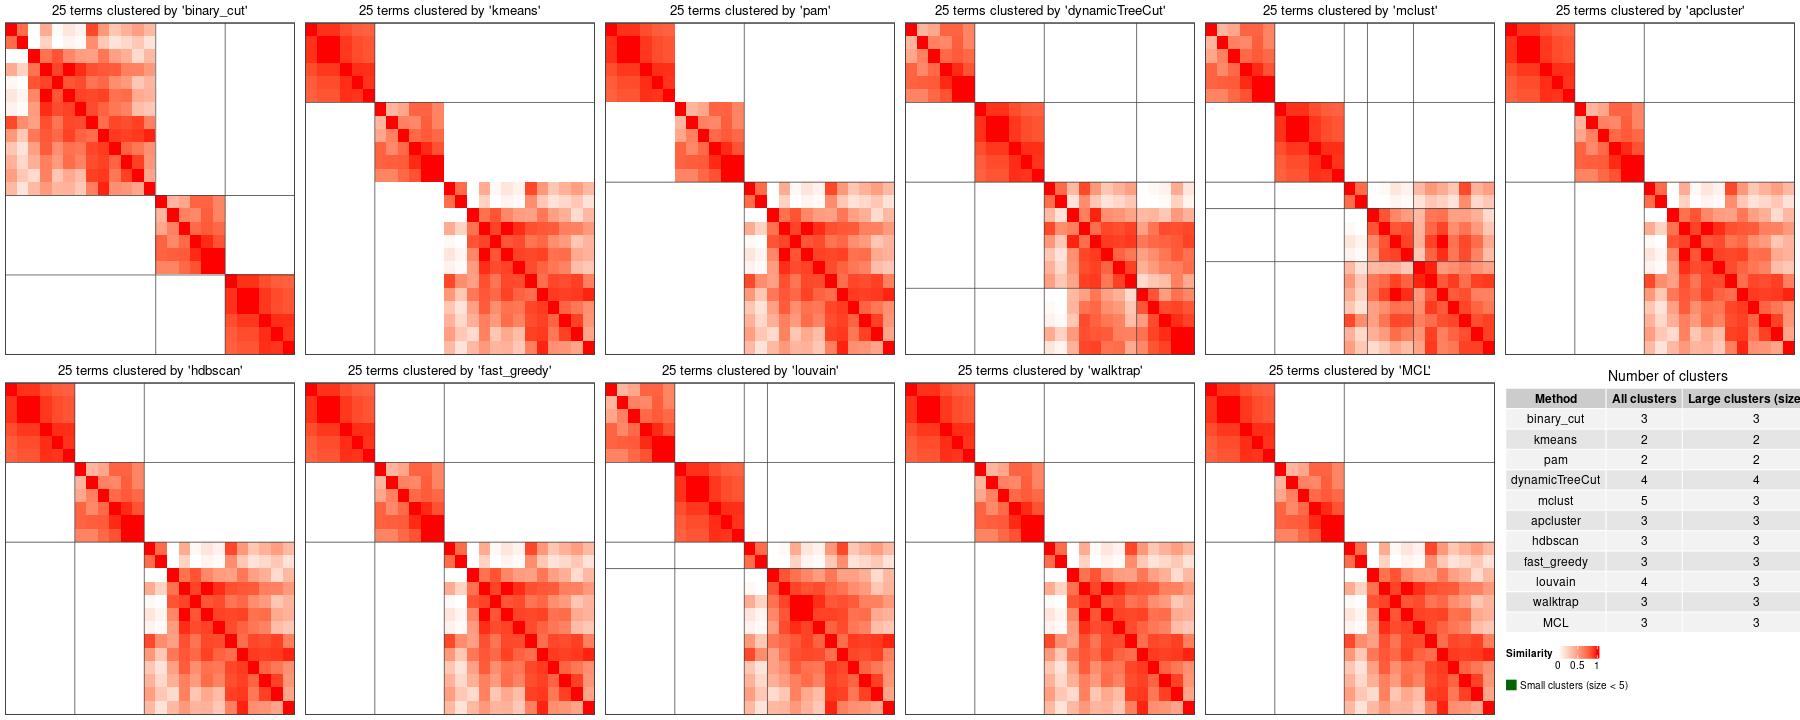 25 terms clustered by 'binary_cut'
25 terms clustered by 'kmeans'
25 terms clustered by 'pam'
25 terms clustered by 'dynamicTreeCut'
25 terms clustered by 'mclust'
25 terms clustered by 'apcluster'
25 terms clustered by 'hdbscan'
25 terms clustered by 'fast_greedy'
25 terms clustered by 'louvain'
25 terms clustered by 'walktrap'
25 terms clustered by 'MCL'
Number of clusters
Method All clusters Large clusters (size
binary_cut 3 3
kmeans 2 2
pam 2 2
dynamicTreeCut 4 4
mclust 5 3
apcluster 3 3
hdbscan 3 3
fast_greedy 3 3
louvain 4 3
walktrap 3 3
MCL 3 3
Similarity
0 0.5 1
Small clusters (size < 5)